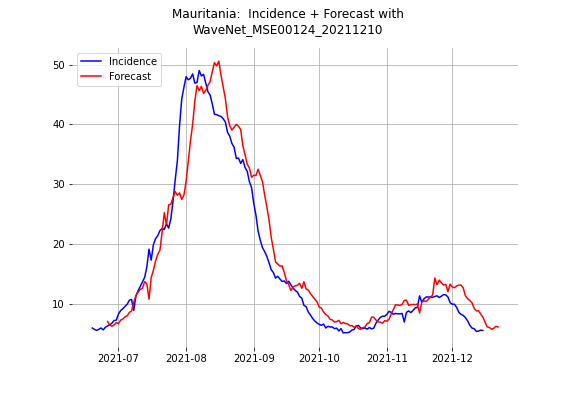 Mauritania:  Incidence + Forecast with
WaveNet_MSE00124_20211210
Incidence
Forecast
50
40
30
20
10
2021-07 2021-08 2021-09 2021-10 2021-11 2021-12